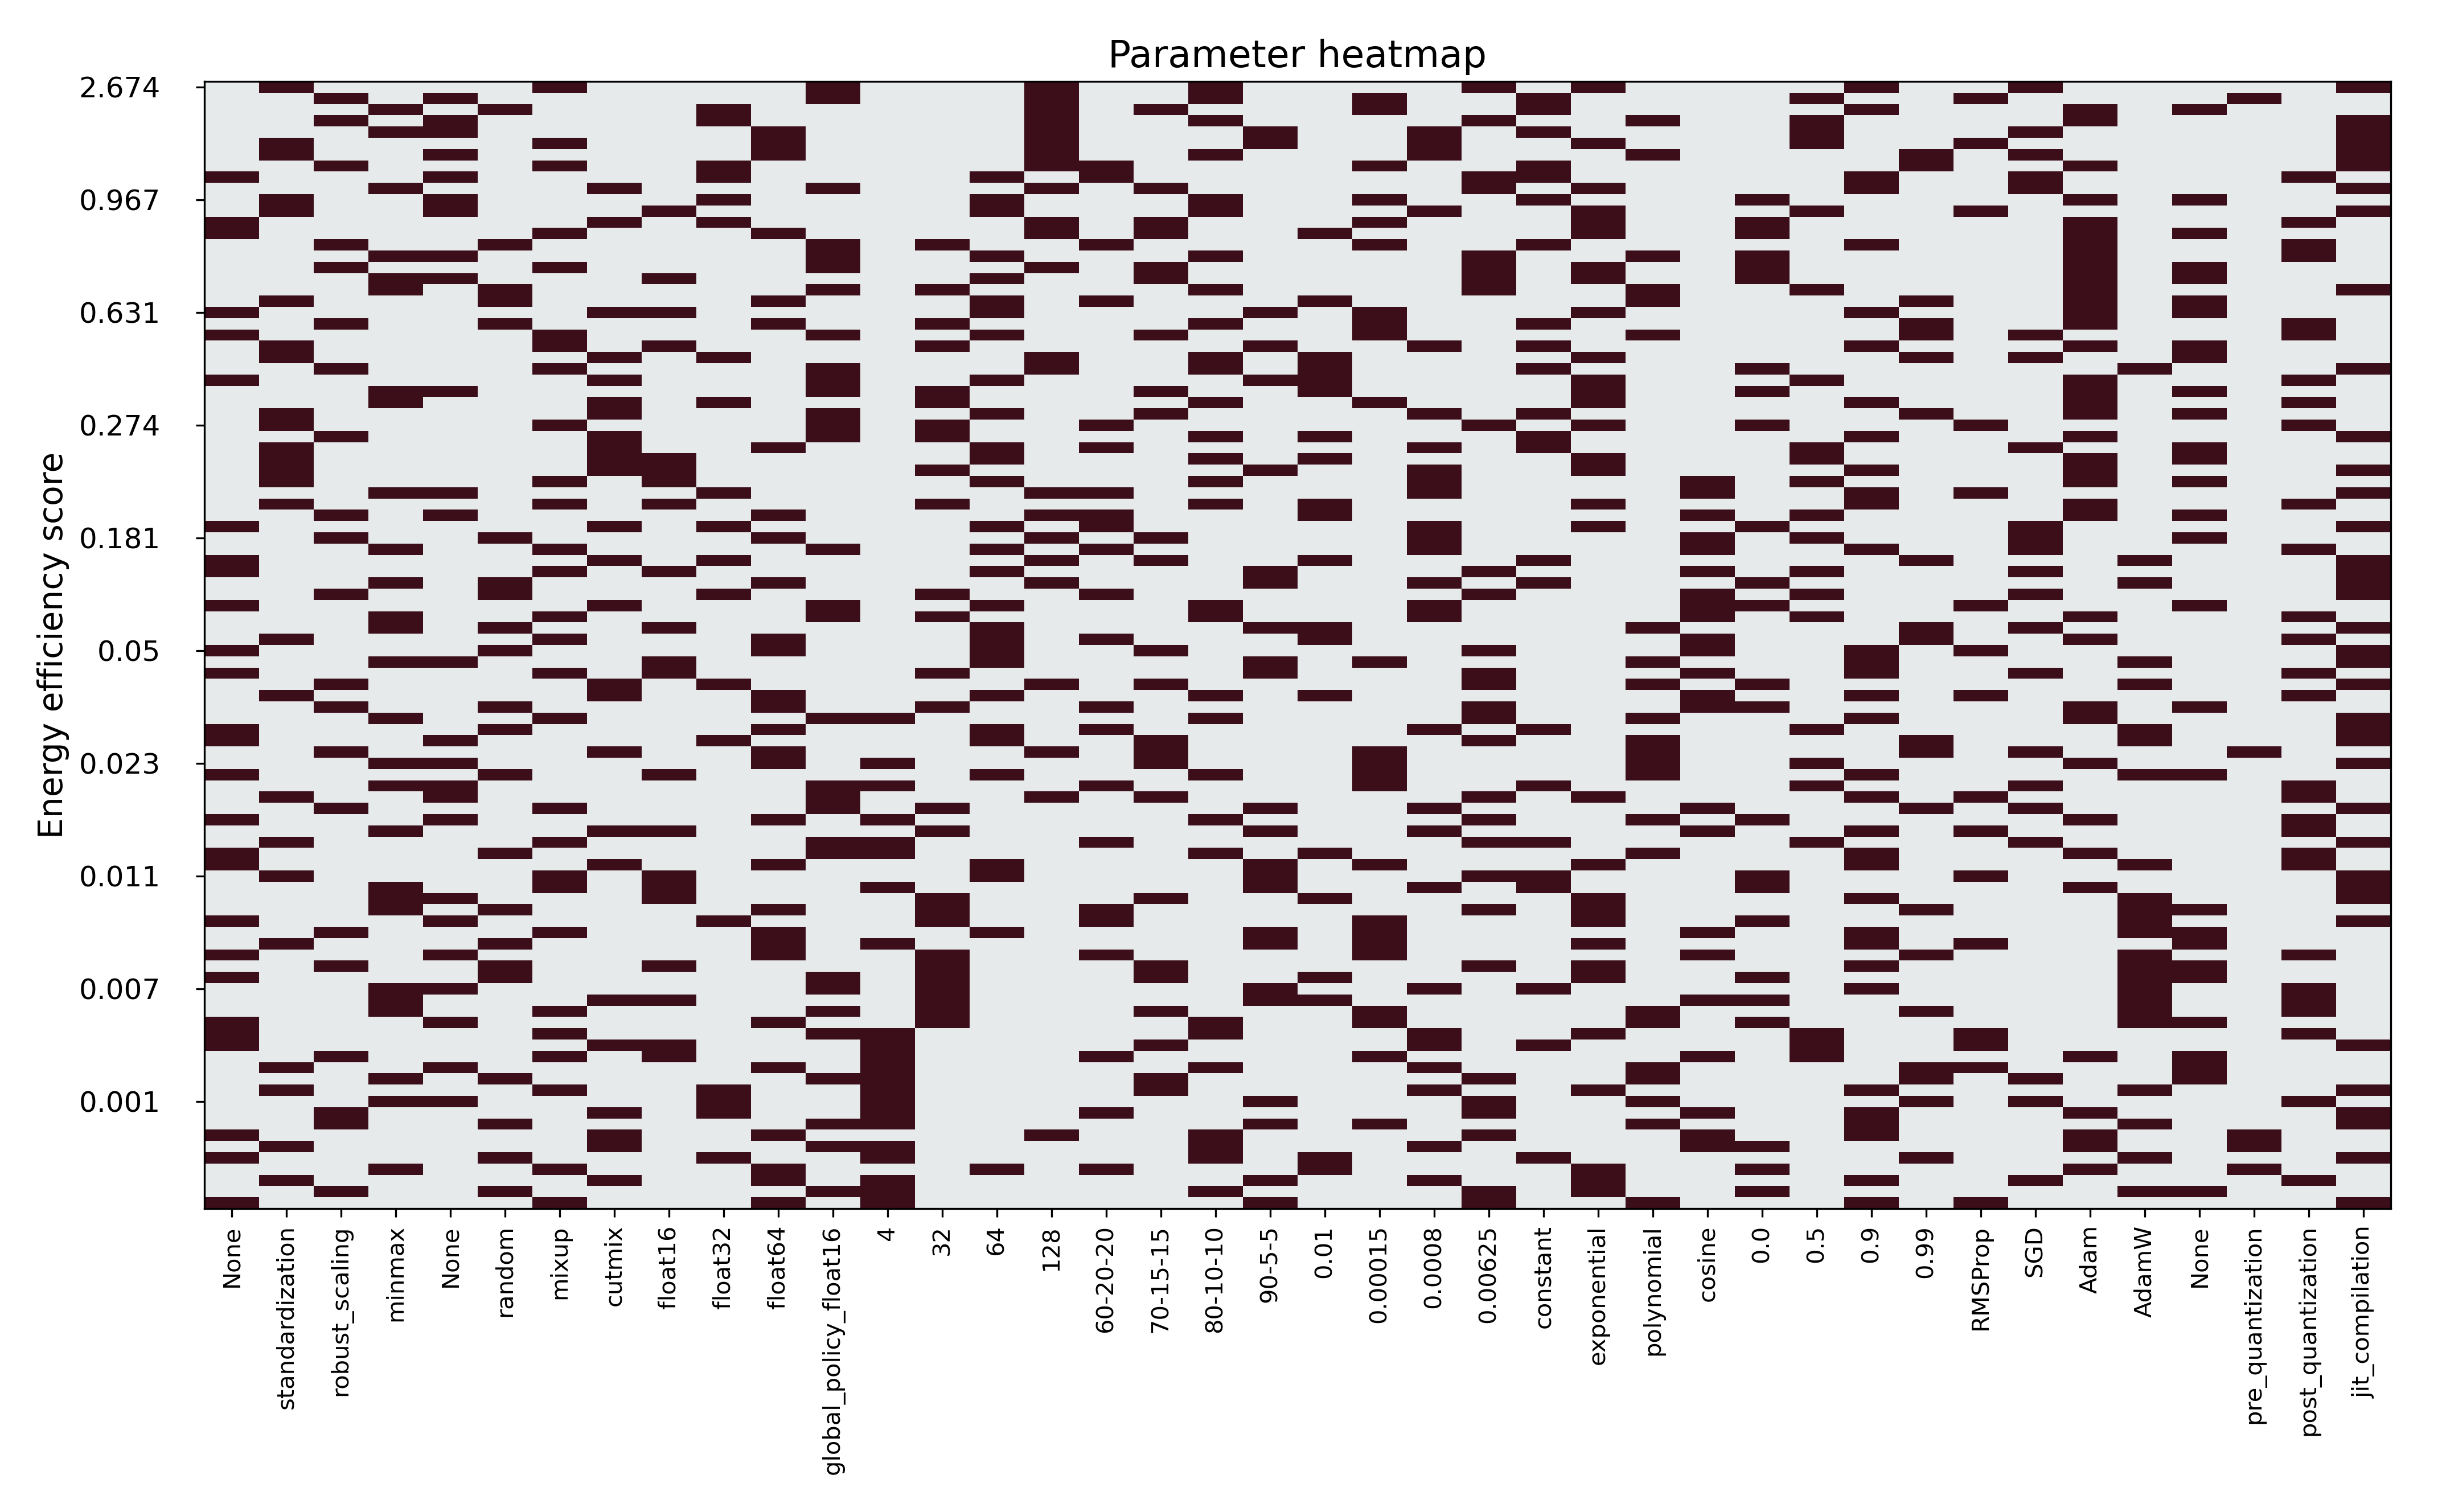 Parameter heatmap
Energy efficiency score
2.674
0.967
0.631
0.274
0.181
0.05
0.023
0.011
0.007
0.001
None
standardization
robust_scaling
minmax
None
random
mixup
cutmix
float16
float32
float64
global_policy_float16
4
32
64
128
60-20-20
70-15-15
80-10-10
90-5-5
0.01
0.00015
0.0008
0.00625
constant
exponential
polynomial
cosine
0.0
0.5
0.9
0.99
RMSProp
SGD
Adam
AdamW
None
pre_quantization
post_quantization
jit_compilation